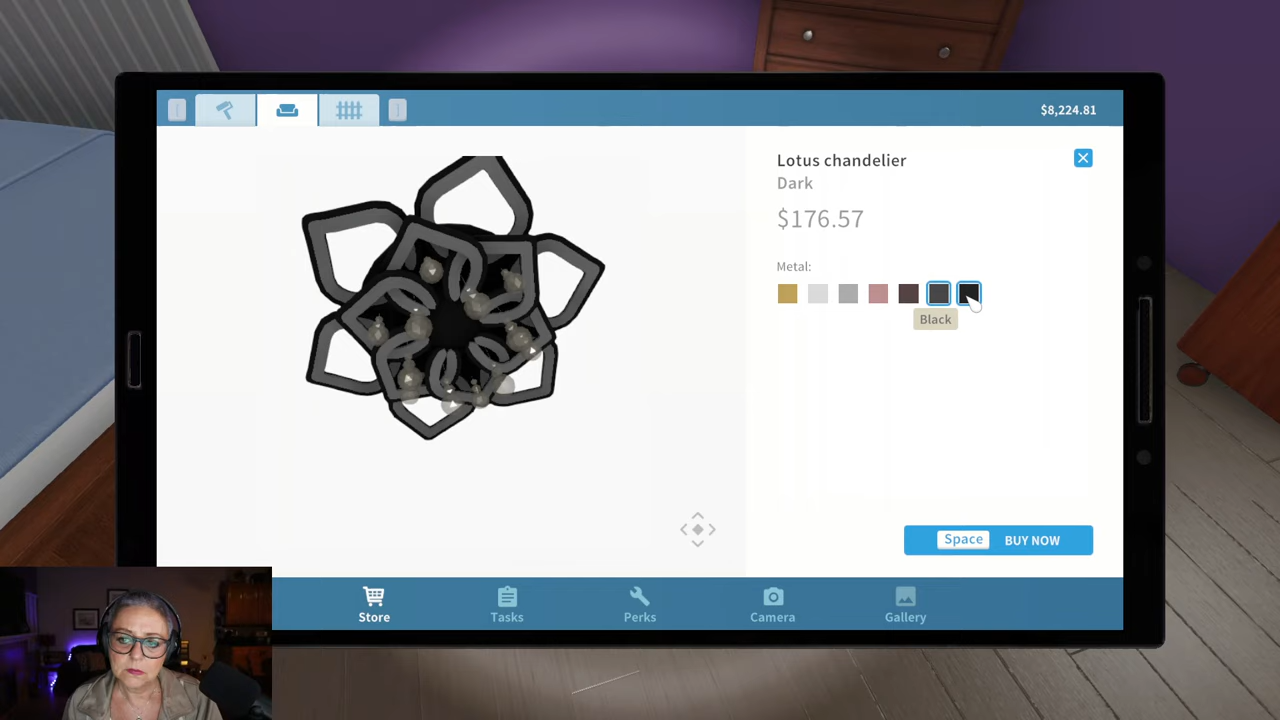 $8,224.81
Lotus chandelier
Dark
$176.57
Metal:
Black
Space BUY NOW
Store
Tasks
Perks
Camera
Gallery